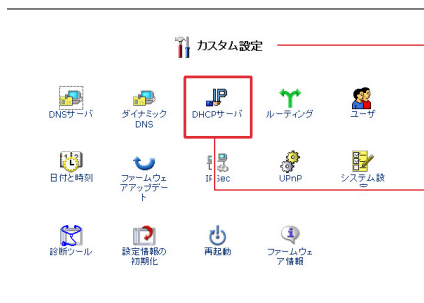 カスタム設定
DNSサーバ
ダイナミック
DNS
IP
DHCPサーバ
ルーティング
ユーザ
日付と時刻
ファームウェ
アアップデー
ト
IPSec
UPnP
システム設
定
診断ツール
設定情報の
初期化
再起動
ファームウェ
ア情報